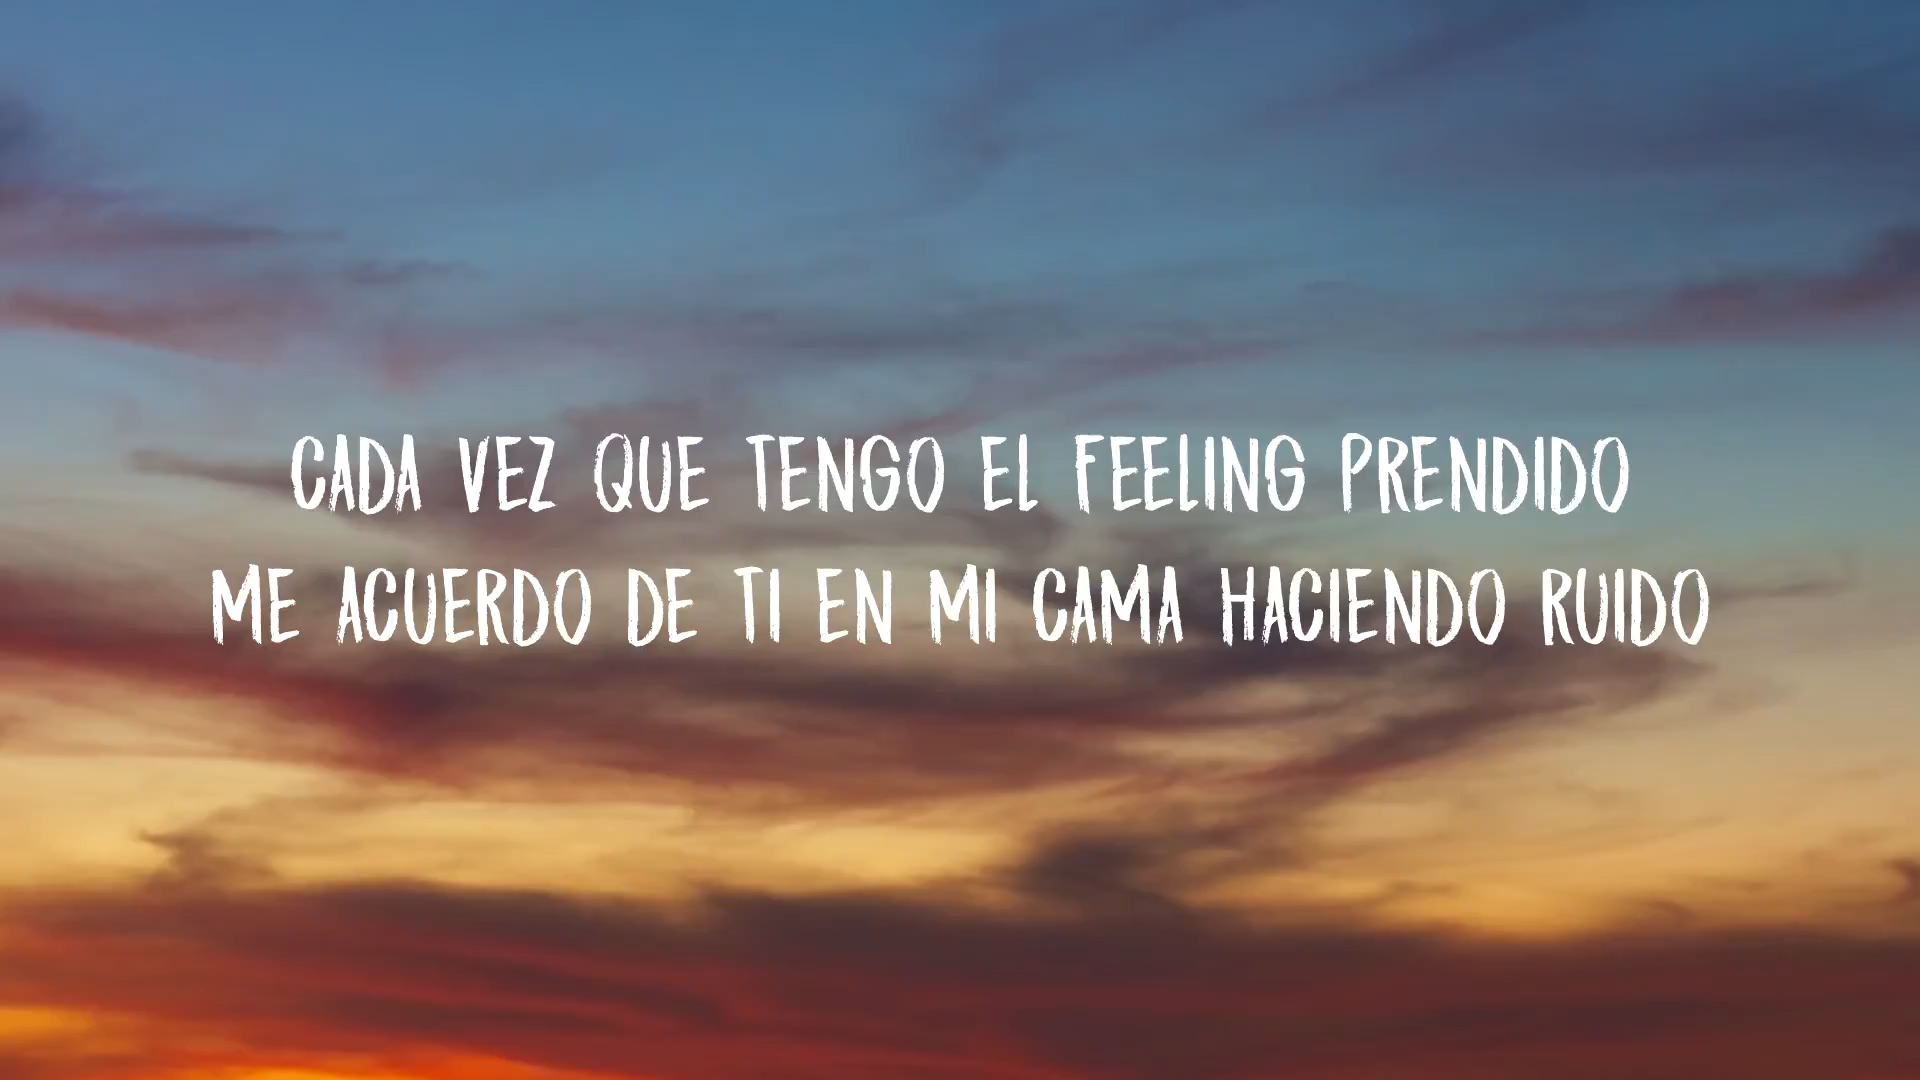 CADA VEZ QUE TENGO EL FEELING PRENDIDO
ME ACUERDO DE TI EN MI CAMA HACIENDO RUIDO